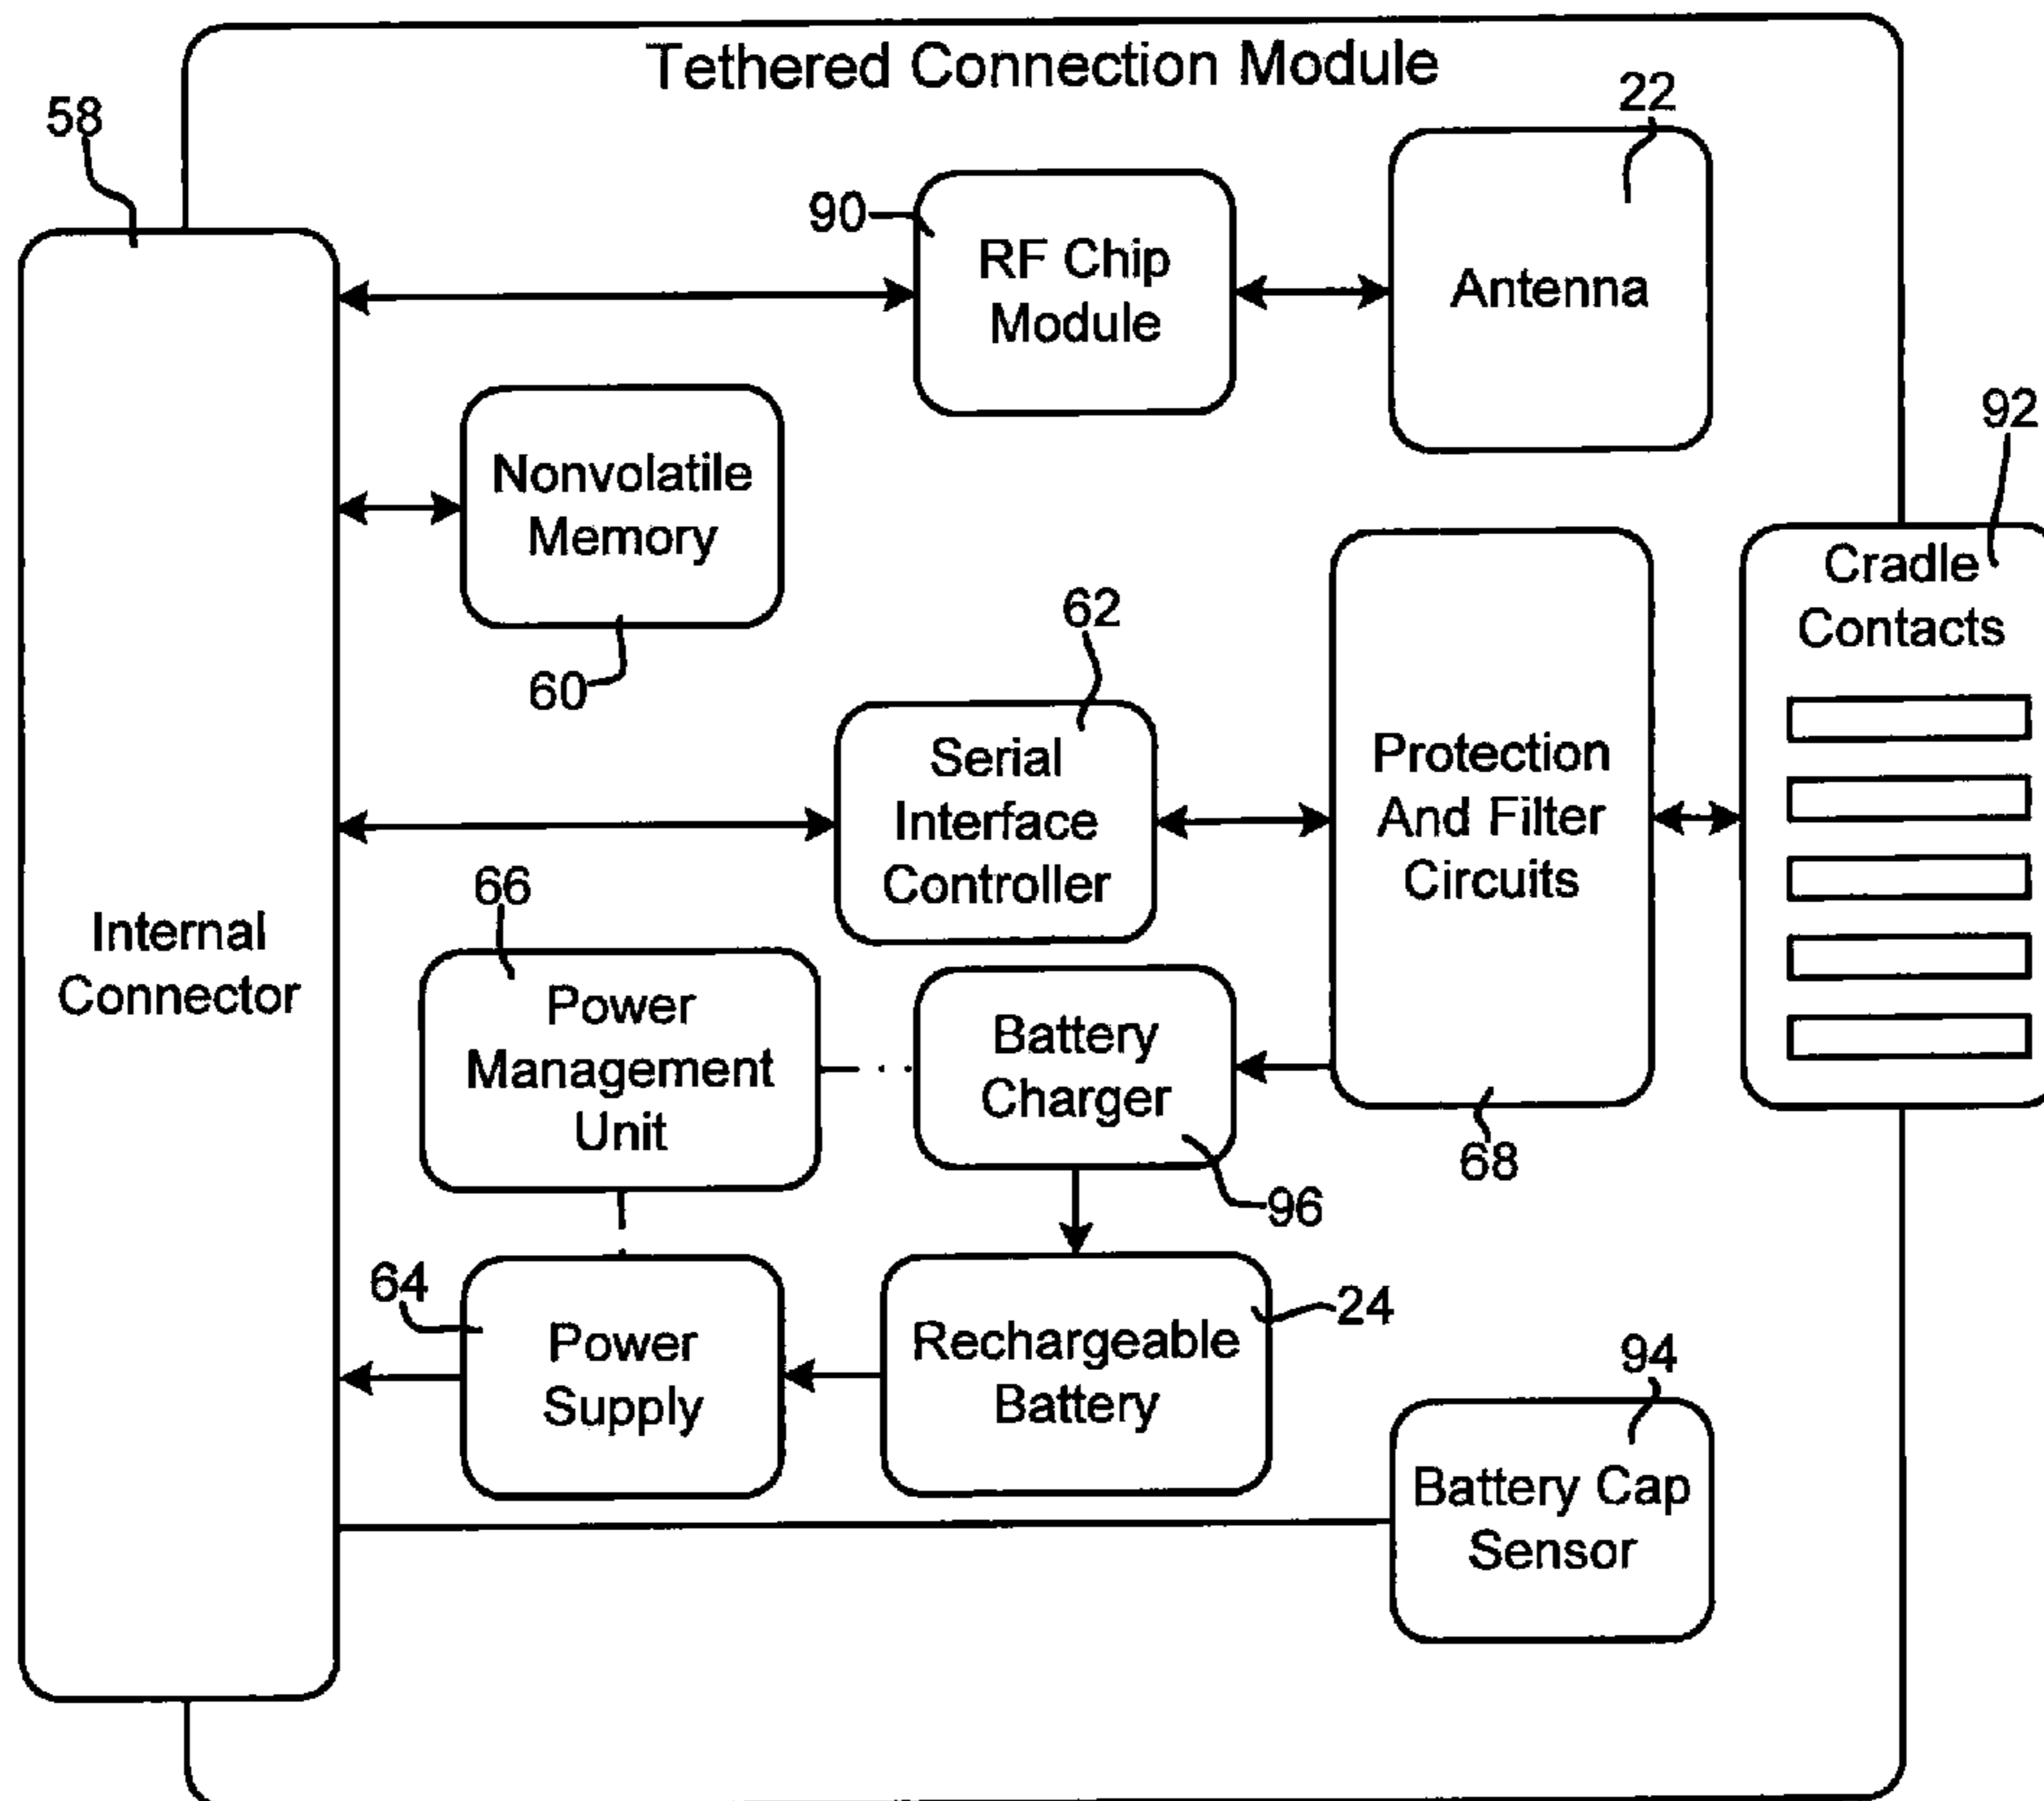 Tethered Connection Module
58
22
90
RF Chip
Module
Antenna
92
Nonvolatile
Memory
60
Cradle
Contacts
62
Serial
Interface
Controller
Protection
And Filter
Circuits
68
Internal
Connector
66
Power
Management
Unit
Battery
Charger
96
64
Power
Supply
Rechargeable
Battery
24
94
Battery Cap
Sensor